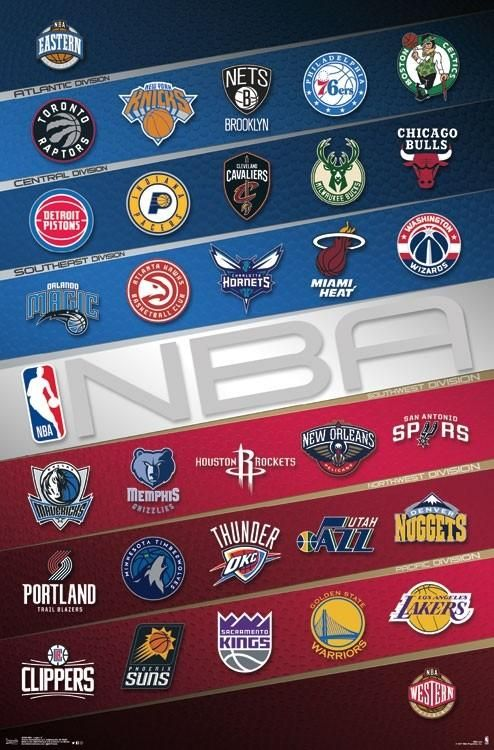 NBA
EASTERN
ATLANTIC DIVISION
TORONTO
RAPTORS
NEW YORK
KNICKS
NETS
BROOKLYN
PHILADELPHIA
76ers
BOSTON
CELTICS
CENTRAL DIVISION
DETROIT
PISTONS
INDIANA
PACERS
CLEVELAND
CAVALIERS
C
MILWAUKEE BUCKS
CHICAGO
BULLS
SOUTHEAST DIVISION
ORLANDO
MAGIC
ATLANTA HAWKS
BASKETBALL CLUB
CHARLOTTE
HORNETS
MIAMI
HEAT
WASHINGTON
WIZARDS
NBA
NBA
SOUTHWEST DIVISION
MAVERICKS
MEMPHIS
GRIZZLIES
HOUSTON R ROCKETS
NEW ORLEANS
PELICANS
SAN ANTONIO
SPURS
NORTHWEST DIVISION
PORTLAND
TRAIL BLAZERS
MINNESOTA TIMBERWOLVES
THUNDER
OKC
UTAH
JAZZ
DENVER
NUGGETS
PACIFIC DIVISION
LAC
CLIPPERS
PHOENIX
SUNS
SACRAMENTO
KINGS
GOLDEN STATE
WARRIORS
LOS ANGELES
LAKERS
NBA
WESTERN